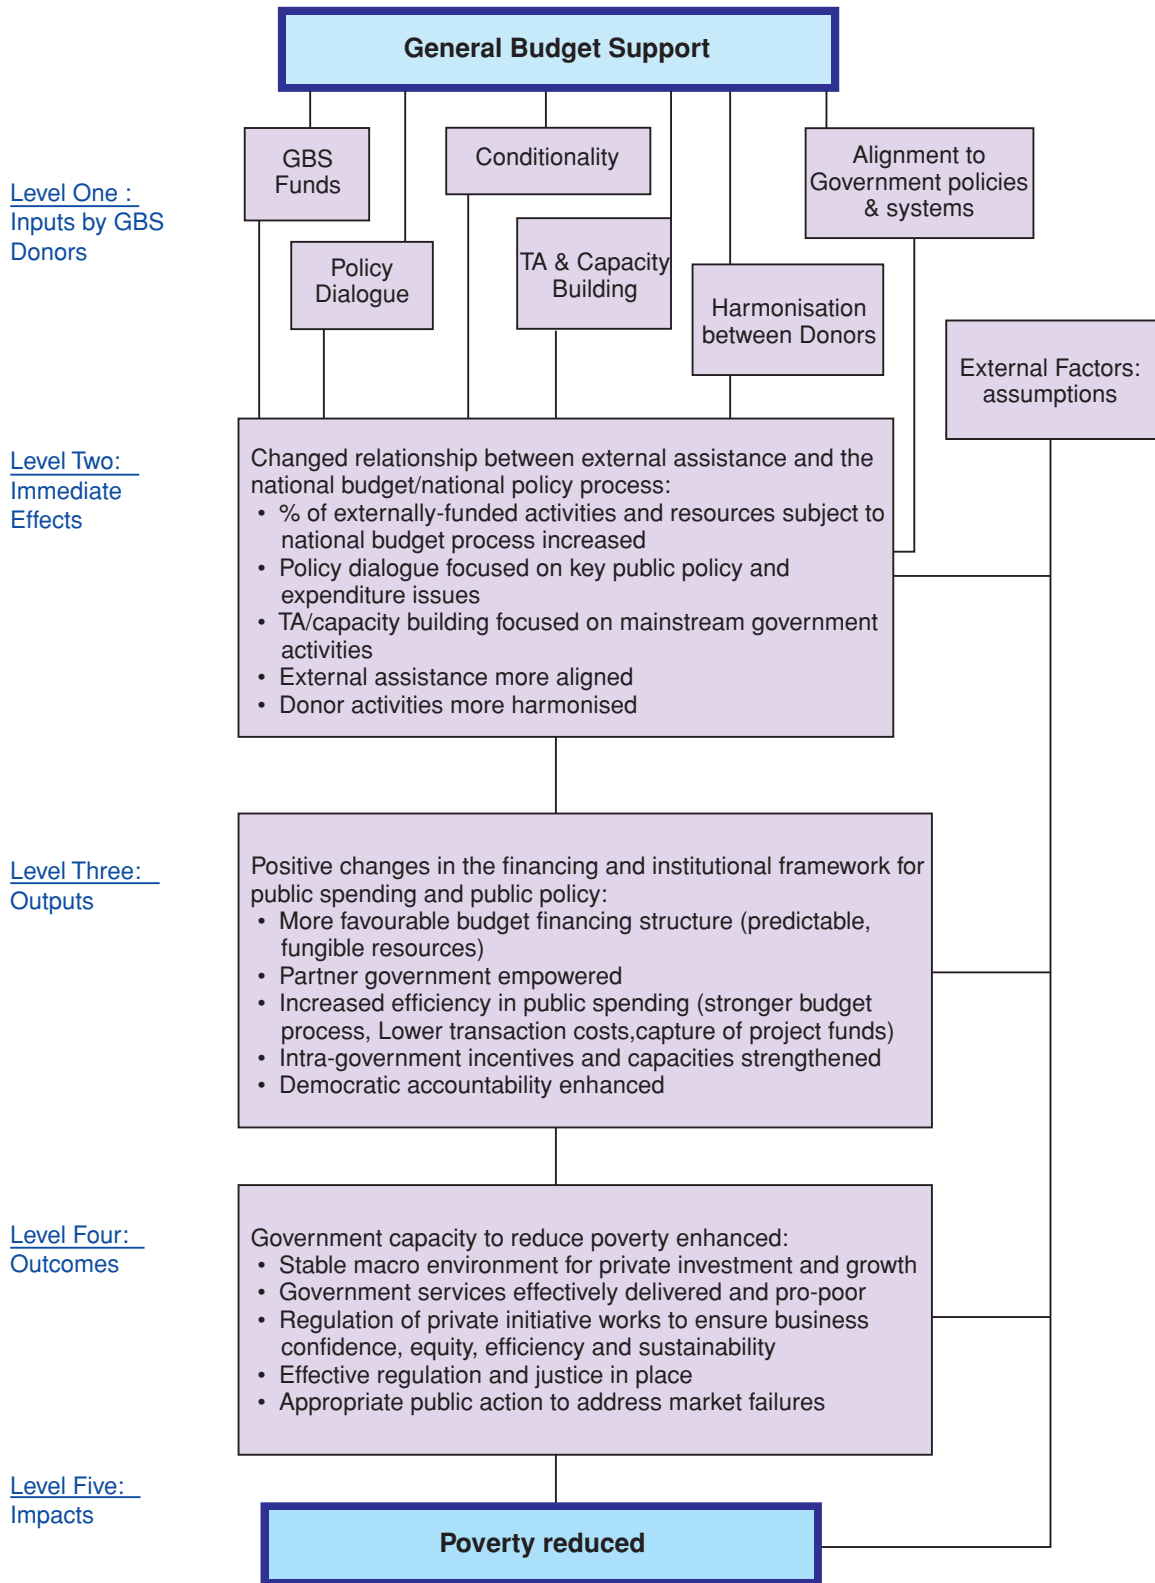 General Budget Support
GBS
Funds
Conditionality
Alignment to
Government policies
& systems
Level One :
Inputs by GBS
Donors
Policy
Dialogue
TA & Capacity
Building
Harmonisation
between Donors
External Factors:
assumptions
Level Two:
Immediate
Effects
Changed relationship between external assistance and the
national budget/national policy process:
• % of externally-funded activities and resources subject to
national budget process increased
• Policy dialogue focused on key public policy and
expenditure issues
• TA/capacity building focused on mainstream government
activities
• External assistance more aligned
• Donor activities more harmonised
Level Three:
Outputs
Positive changes in the financing and institutional framework for
public spending and public policy:
• More favourable budget financing structure (predictable,
fungible resources)
• Partner government empowered
• Increased efficiency in public spending (stronger budget
process, Lower transaction costs,capture of project funds)
• Intra-government incentives and capacities strengthened
• Democratic accountability enhanced
Level Four:
Outcomes
Government capacity to reduce poverty enhanced:
• Stable macro environment for private investment and growth
• Government services effectively delivered and pro-poor
• Regulation of private initiative works to ensure business
confidence, equity, efficiency and sustainability
• Effective regulation and justice in place
• Appropriate public action to address market failures
Level Five:
Impacts
Poverty reduced